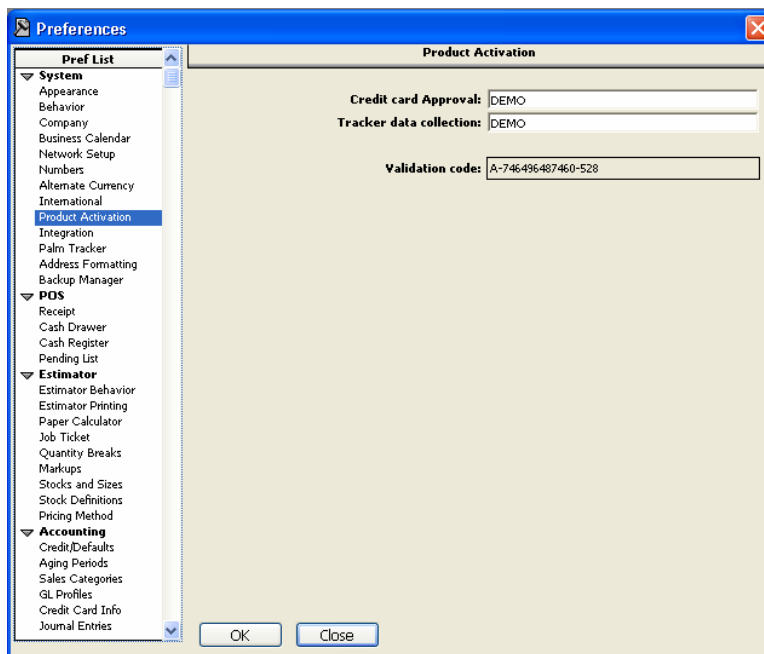 Preferences
Pref List
System
Appearance
Behavior
Company
Business Calendar
Network Setup
Numbers
Alternate Currency
International
Product Activation
Integration
Palm Tracker
Address Formatting
Backup Manager
POS
Receipt
Cash Drawer
Cash Register
Pending List
Estimator
Estimator Behavior
Estimator Printing
Paper Calculator
Job Ticket
Quantity Breaks
Markups
Stocks and Sizes
Stock Definitions
Pricing Method
Accounting
Credit/Defaults
Aging Periods
Sales Categories
GL Profiles
Credit Card Info
Journal Entries
Product Activation
Credit card Approval: DEMO
Tracker data collection: DEMO
Validation code: A-746496487460-528
OK Close